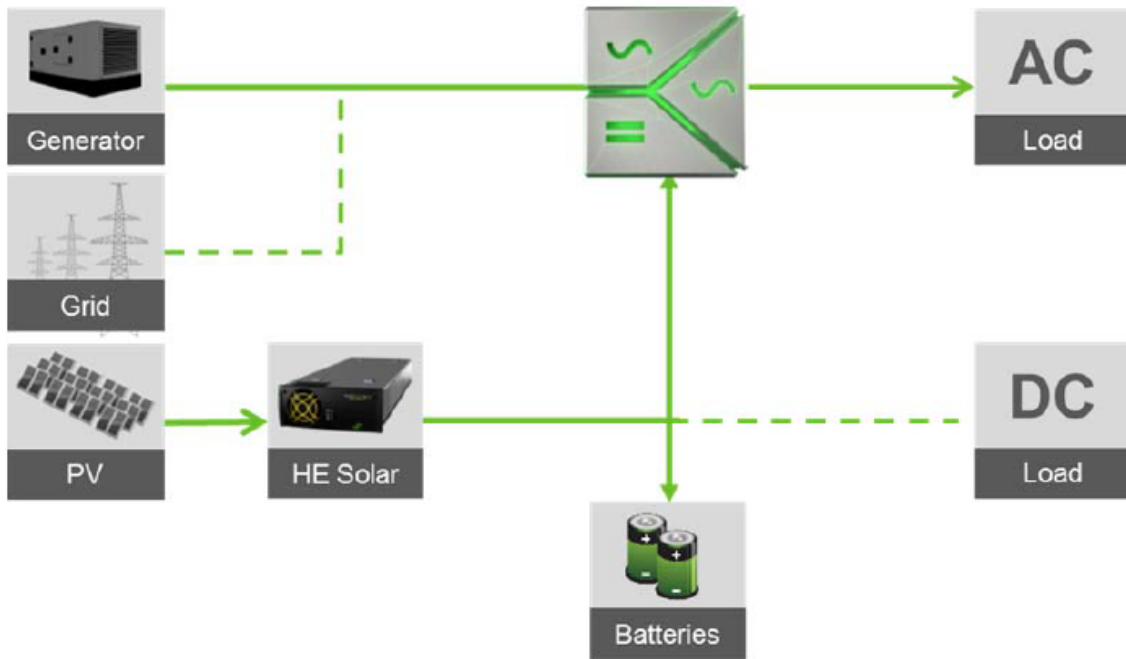 Generator
AC
Load
Grid
PV
HE Solar
DC
Load
Batteries